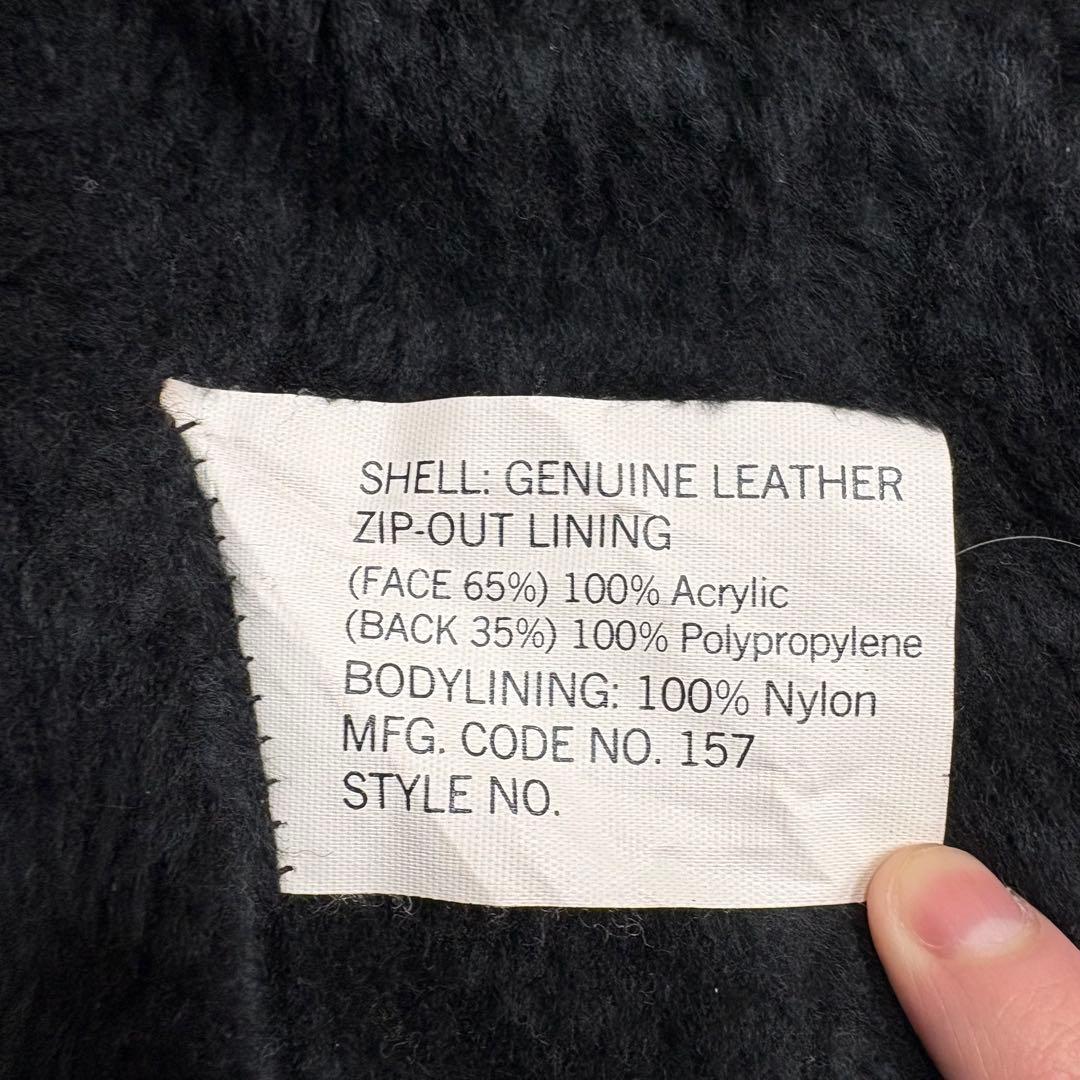 SHELL: GENUINE LEATHER
ZIP-OUT LINING
(FACE 65%) 100% Acrylic
(BACK 35%) 100% Polypropylene
BODYLINING: 100% Nylon
MFG. CODE NO. 157
STYLE NO.